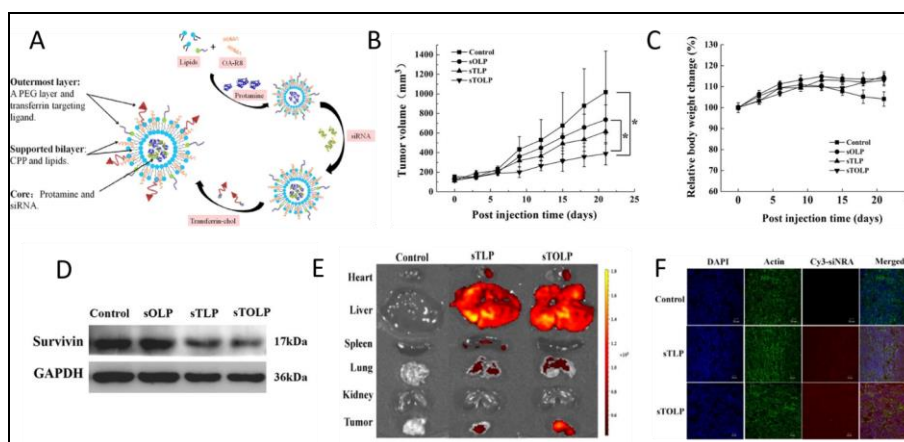 A
Lipids
+
OA-R8
Protamine
siRNA
Transferrin-chol
Outermost layer:
A PEG layer and
transferrin targeting
ligand.
Supported bilayer:
CPP and lipids.
Core: Protamine and
siRNA.
B
Tumor volume (mm³)
1400
1200
1000
800
600
400
200
0
0 5 10 15 20
Post injection time (days)
Control
sOLP
sTLP
sTOLP
*
*
C
Relative body weight change (%)
130
120
110
100
90
80
70
60
0 5 10 15 20 25
Post injection time (days)
Control
sOLP
sTLP
sTOLP
D
Control sOLP sTLP sTOLP
Survivin 17kDa
GAPDH 36kDa
E
Control sTLP sTOLP
Heart
Liver
Spleen
Lung
Kidney
Tumor
F
DAPI Actin Cy3-siNRA Merged
Control
sTLP
sTOLP